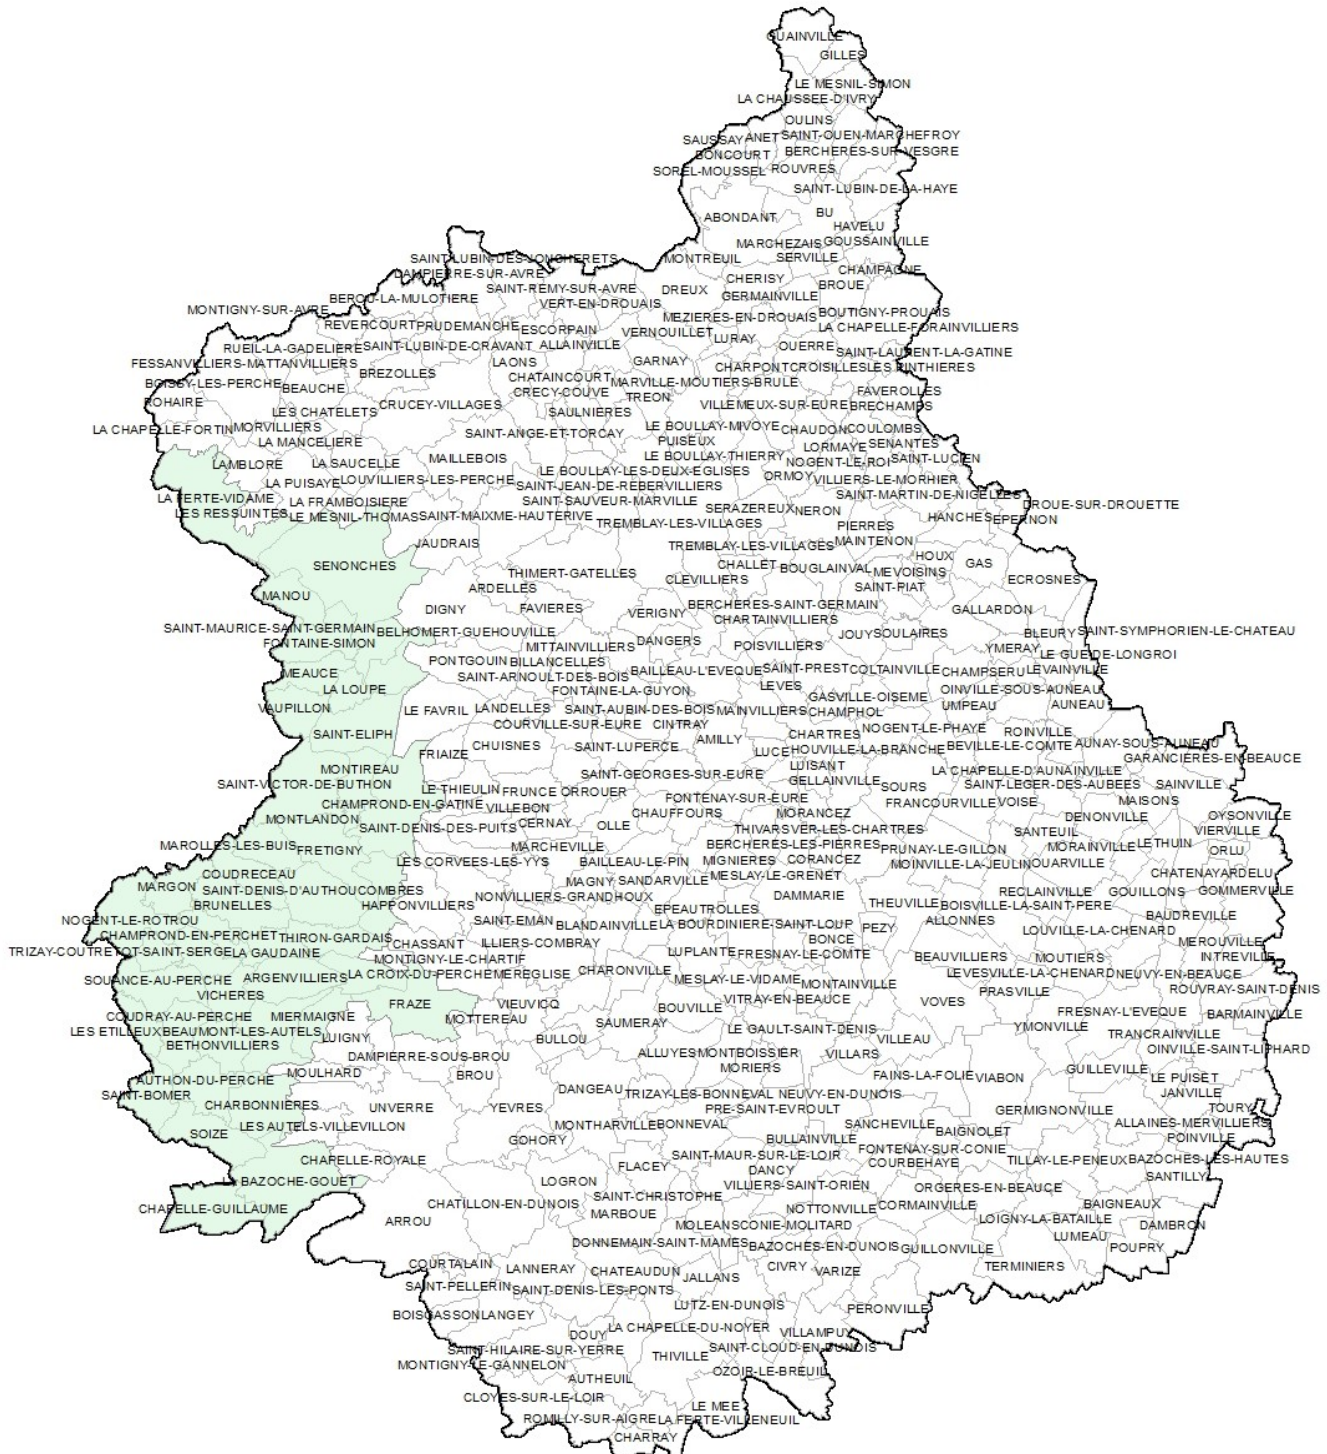 GUAINVILLE
GILLES
LE MESNIL-SIMON
LA CHAUSSEE-D'IVRY
OULINS
SAUSSAY ANET SAINT-OUEN-MARCHEFROY
BONCOURT BERCHERES-SUR-VESGRE
SOREL-MOUSSEL ROUVRES
SAINT-LUBIN-DE-LA-HAYE
ABONDANT BU
HAVELU
MARCHEZAIS GOUSSAINVILLE
SAINT-LUBIN-DES-JONCHERETS MONTREUIL SERVILLE
DAMPIERRE-SUR-AVRE CHERISY CHAMPAGNE
SAINT-REMY-SUR-AVRE DREUX GERMAINVILLE BROUE
MONTIGNY-SUR-AVRE BEROU-LA-MULOTIERE VERT-EN-DROUAIS
MEZIERES-EN-DROUAIS BOUTIGNY-PROUAIS
REVERCOURT PRUDEMANCHE ESCORPAIN VERNOUILLET LURAY LA CHAPELLE-FORAINVILLIERS
RUEIL-LA-GADELIERE SAINT-LUBIN-DE-CRAVANT ALLAINVILLE OUERRE SAINT-LAURENT-LA-GATINE
FESSANVILLIERS-MATTANVILLIERS LAONS GARNAY CHARPONT CROISILLES LES PINTHIERES
BOISSY-LES-PERCHE BEAUCHE BREZOLLES CHATAINCOURT MARVILLE-MOUTIERS-BRULE
CRECY-COUVE TREON FAVEROLLES
ROHAIRE LES CHATELETS CRUCEY-VILLAGES SAULNIERES VILLEMEUX-SUR-EURE BRECHAMPS
LA CHAPELLE-FORTIN MORVILLIERS SAINT-ANGE-ET-TORCAY LE BOULLAY-MIVOYE CHAUDON COULOMBS
LA MANCELIERE PUISEUX LORMAYE SENANTES
LAMBLORE LA SAUCELLE MAILLEBOIS LE BOULLAY-THIERRY NOGENT-LE-ROI SAINT-LUCIEN
LE BOULLAY-LES-DEUX-EGLISES ORMOY VILLIERS-LE-MORHIER
LA PUISAYE LOUVILLIERS-LES-PERCHE SAINT-JEAN-DE-REBERVILLIERS
LA FERTE-VIDAME LA FRAMBOISIERE SAINT-SAUVEUR-MARVILLE SAINT-MARTIN-DE-NIGELLES
LES RESSUINTES LE MESNIL-THOMAS SAINT-MAIXME-HAUTERIVE SERAZEREUX NERON DROUE-SUR-DROUETTE
TREMBLAY-LES-VILLAGES PIERRES HANCHES EPERNON
JAUDRAIS TREMBLAY-LES-VILLAGES MAINTENON
SENONCHES CHALLET BOUGLAINVAL HOUX GAS
THIMERT-GATELLES CLEVILLIERS MEVOISINS ECROSNES
MANOU ARDELLES SAINT-PIAT
DIGNY FAVIERES VERIGNY BERCHERES-SAINT-GERMAIN GALLARDON
CHARTAINVILLIERS
SAINT-MAURICE-SAINT-GERMAIN BELHOMERT-GUEHOUVILLE JOUY SOULAIRES BLEURY SAINT-SYMPHORIEN-LE-CHATEAU
FONTAINE-SIMON MITTAINVILLIERS DANGERS POISVILLIERS YMERAY LE GUE-DE-LONGROI
MEAUCE PONTGOUIN BILLANCELLES BAILLEAU-L'EVEQUE SAINT-PREST COLTAINVILLE CHAMPSERU LEVAINVILLE
SAINT-ARNOULT-DES-BOIS
LA LOUPE FONTAINE-LA-GUYON LEVES GASVILLE-OISEME OINVILLE-SOUS-AUNEAU
VAUPILLON LE FAVRIL LANDELLES SAINT-AUBIN-DES-BOIS MAINVILLIERS CHAMPHOL UMPEAU AUNEAU
COURVILLE-SUR-EURE CINTRAY
SAINT-ELIPH CHUISNES SAINT-LUPERCE AMILLY CHARTRES NOGENT-LE-PHAYE ROINVILLE
FRIAIZE LUCE HOUVILLE-LA-BRANCHE BEVILLE-LE-COMTE AUNAY-SOUS-AUNEAU
MONTIREAU SAINT-GEORGES-SUR-EURE LUISANT LA CHAPELLE-D'AUNAINVILLE GARANCIERES-EN-BEAUCE
SAINT-VICTOR-DE-BUTHON LE THIEULIN FRUNCE ORROUER GELLAINVILLE SOURS SAINT-LEGER-DES-AUBEES SAINVILLE
CHAMPROND-EN-GATINE VILLEBON FONTENAY-SUR-EURE FRANCOURVILLE VOISE MAISONS
MONTLANDON SAINT-DENIS-DES-PUITS CERNAY OLLE CHAUFFOURS MORANCEZ DENONVILLE OYSONVILLE
MAROLLES-LES-BUIS FRETIGNY MARCHEVILLE THIVARS VER-LES-CHARTRES SANTEUIL VIERVILLE
BERCHERES-LES-PIERRES PRUNAY-LE-GILLON MORAINVILLE LETHUIN ORLU
LES CORVEES-LES-YYS BAILLEAU-LE-PIN MIGNIERES CORANCEZ MOINVILLE-LA-JEULIN OUARVILLE
COUDRECEAU MAGNY SANDARVILLE MESLAY-LE-GRENET CHATENAY ARDELU
MARGON SAINT-DENIS-D'AUTHOU COMBRES NONVILLIERS-GRANDHOUX DAMMARIE RECLAINVILLE GOUILLONS GOMMERVILLE
BRUNELLES HAPPONVILLIERS EPEAUTROLLES THEUVILLE BOISVILLE-LA-SAINT-PERE
NOGENT-LE-ROTROU SAINT-EMAN BLANDAINVILLE LA BOURDINIERE-SAINT-LOUP PEZY ALLONNES BAUDREVILLE
CHAMPROND-EN-PERCHET THIRON-GARDAIS CHASSANT ILLIERS-COMBRAY BONCE LOUVILLE-LA-CHENARD MEROUVILLE
TRIZAY-COUTRETOT-SAINT-SERGE LA GAUDAINE MONTIGNY-LE-CHARTIF LUPLANTE FRESNAY-LE-COMTE BEAUVILLIERS MOUTIERS INTREVILLE
SOUANCE-AU-PERCHE ARGENVILLIERS LA CROIX-DU-PERCHE MEREGLISE CHARONVILLE MESLAY-LE-VIDAME MONTAINVILLE LEVESVILLE-LA-CHENARD NEUVY-EN-BEAUCE
VICHERES FRAZE VIEUVICQ BOUVILLE VITRAY-EN-BEAUCE VOVES PRASVILLE ROUVRAY-SAINT-DENIS
COUDRAY-AU-PERCHE MIERMAIGNE MOTTEREAU SAUMERAY FRESNAY-L'EVEQUE BARMAINVILLE
LES ETILLEUX BEAUMONT-LES-AUTELS LUIGNY BULLOU LE GAULT-SAINT-DENIS VILLEAU YMONVILLE TRANCRAINVILLE
BETHONVILLIERS DAMPIERRE-SOUS-BROU ALLUYES MONTBOISSIER VILLARS OINVILLE-SAINT-LIPHARD
MOULHARD BROU MORIERS FAINS-LA-FOLIE VIABON GUILLEVILLE LE PUISET
AUTHON-DU-PERCHE DANGEAU TRIZAY-LES-BONNEVAL NEUVY-EN-DUNOIS JANVILLE
SAINT-BOMER CHARBONNIERES UNVERRE YEVRES PRE-SAINT-EVROULT GERMIGNONVILLE TOURY
SOIZE LES AUTELS-VILLEVILLON MONTHARVILLE BONNEVAL SANCHEVILLE BAIGNOLET ALLAINES-MERVILLIERS
GOHORY BULLAINVILLE FONTENAY-SUR-CONIE POINVILLE
CHAPELLE-ROYALE FLACEY SAINT-MAUR-SUR-LE-LOIR COURBEHAYE TILLAY-LE-PENEUX BAZOCHES-LES-HAUTES
LA BAZOCHE-GOUET LOGRON DANCY VILLIERS-SAINT-ORIEN ORGERES-EN-BEAUCE SANTILLY
CHAPELLE-GUILLAUME CHATILLON-EN-DUNOIS SAINT-CHRISTOPHE NOTTONVILLE CORMAINVILLE BAIGNEAUX
ARROU MARBOUE MOLEANS CONIE-MOLITARD LOIGNY-LA-BATAILLE DAMBRON
DONNEMAIN-SAINT-MAMES BAZOCHES-EN-DUNOIS GUILLONVILLE LUMEAU POUPRY
COURTALAIN LANNERAY CHATEAUDUN JALLANS CIVRY VARIZE TERMINIERS
SAINT-PELLERIN SAINT-DENIS-LES-PONTS
BOISGASSON LANGEY LUTZ-EN-DUNOIS PERONVILLE
DOUY LA CHAPELLE-DU-NOYER VILLAMPUY
SAINT-HILAIRE-SUR-YERRE THIVILLE SAINT-CLOUD-EN-DUNOIS
MONTIGNY-LE-GANNELON AUTHEUIL OZOIR-LE-BREUIL
CLOYES-SUR-LE-LOIR LE MEE
ROMILLY-SUR-AIGRE LA FERTE-VILLENEUIL
CHARRAY